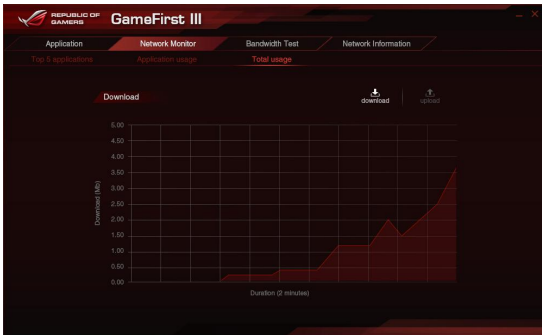 REPUBLIC OF
GAMERS
GameFirst III
Application
Network Monitor
Bandwidth Test
Network Information
Top 5 applications
Application usage
Total usage
Download
download
upload
5.00
4.50
4.00
3.50
3.00
2.50
2.00
1.50
1.00
0.50
0.00
Download (Mb)
Duration (2 minutes)